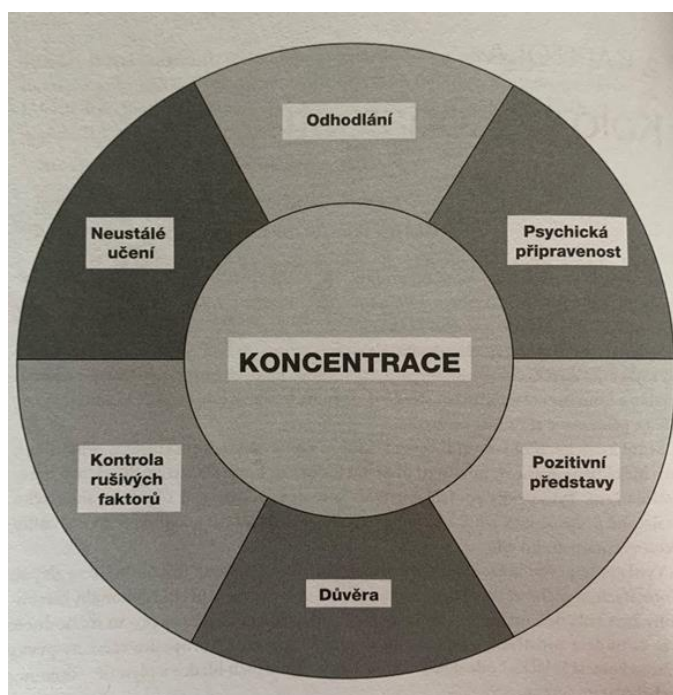 Odhodlání
Psychická
připravenost
Pozitivní
představy
Důvěra
Kontrola
rušivých
faktorů
Neustálé
učení
KONCENTRACE